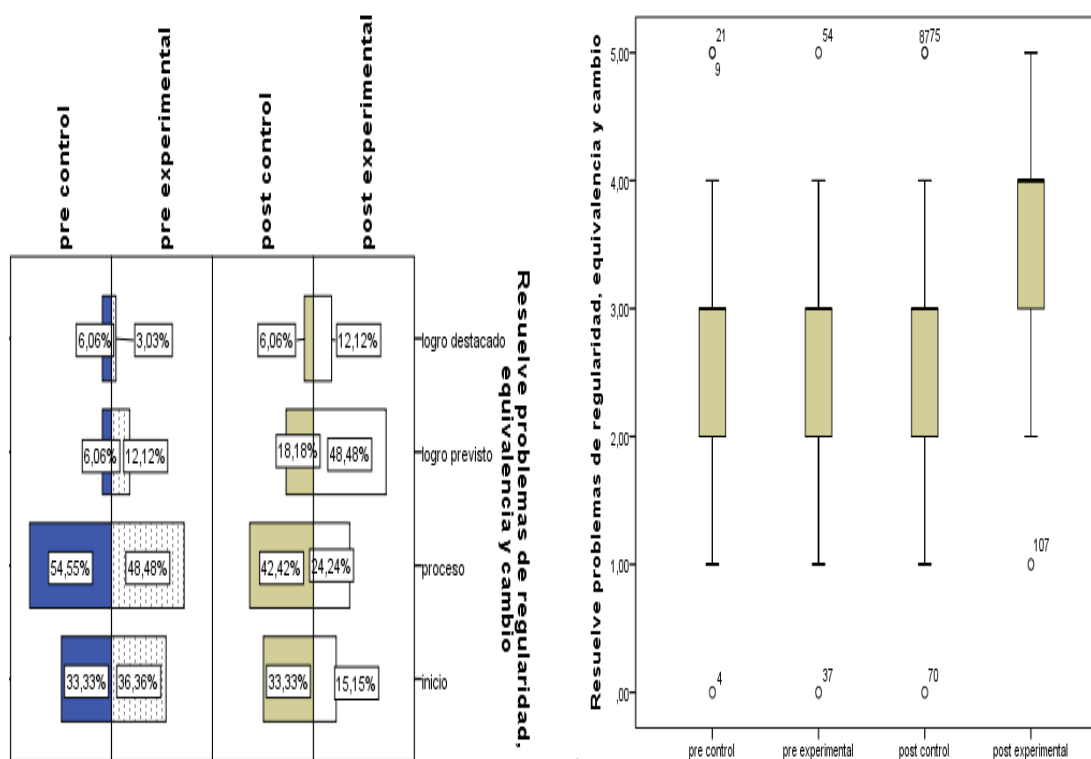 pre control
pre experimental
post control
post experimental
6,06%
3,03%
6,06%
12,12%
logro destacado
6,06%
12,12%
18,18%
48,48%
logro previsto
54,55%
48,48%
42,42%
24,24%
proceso
33,33%
36,36%
33,33%
15,15%
inicio
Resuelve problemas de regularidad,
equivalencia y cambio
Resuelve problemas de regularidad, equivalencia y cambio
5,00
4,00
3,00
2,00
1,00
,00
21
9
54
8775
107
4
37
70
pre control
pre experimental
post control
post experimental